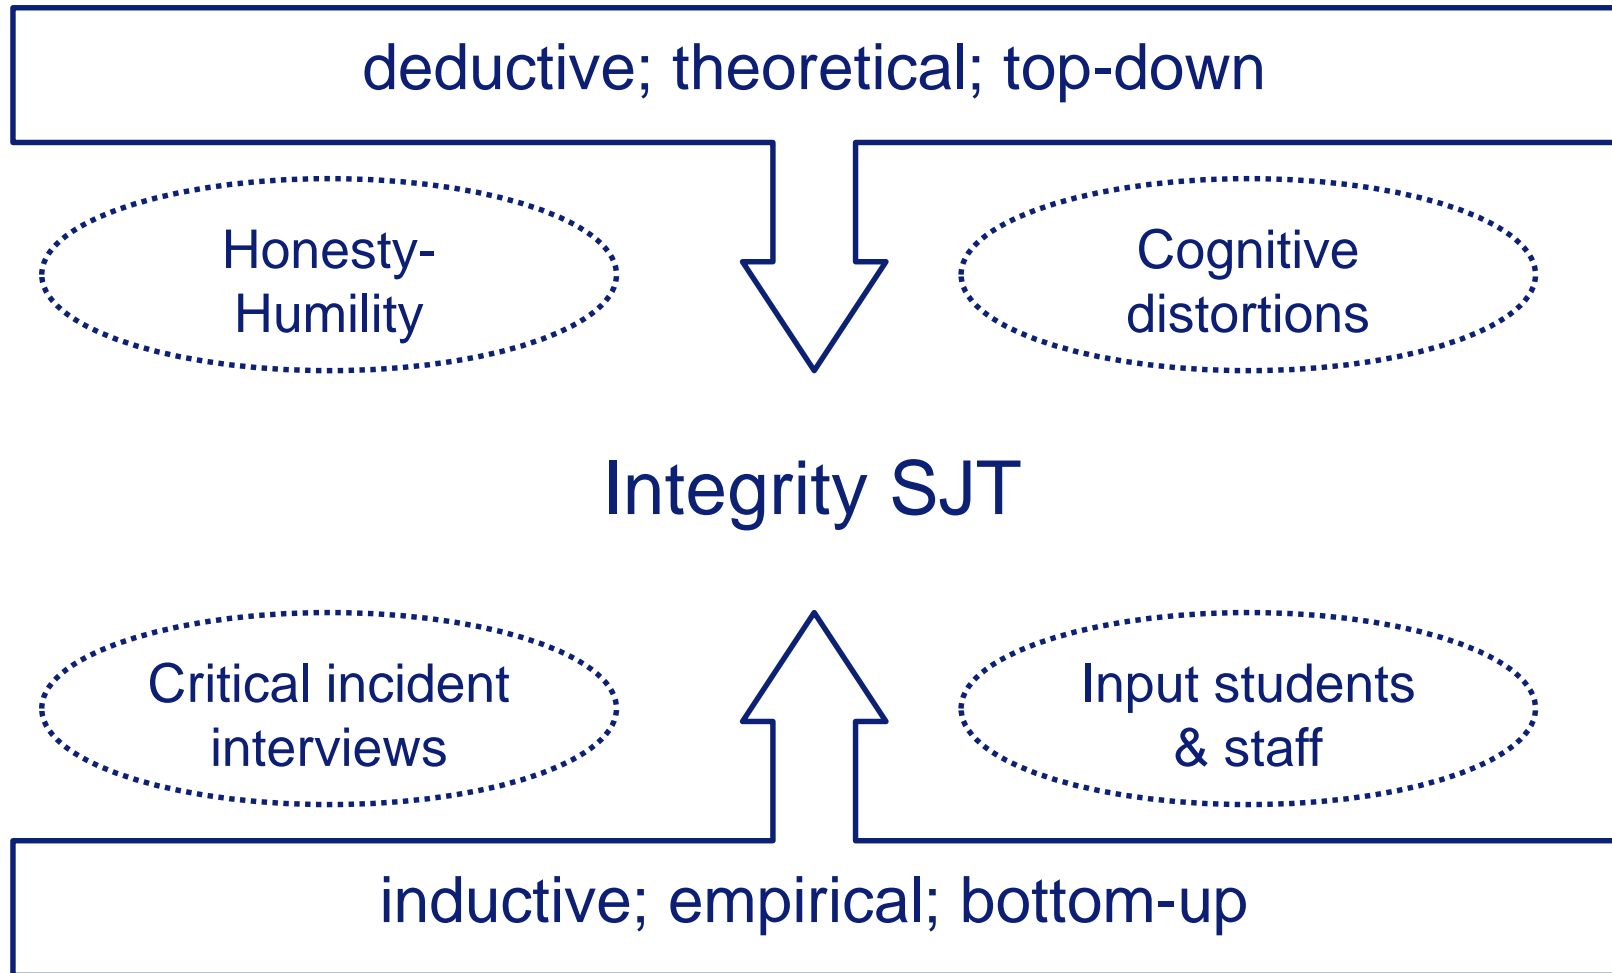 deductive; theoretical; top-down
Honesty-
Humility
Cognitive
distortions
Integrity SJT
Critical incident
interviews
Input students
& staff
inductive; empirical; bottom-up